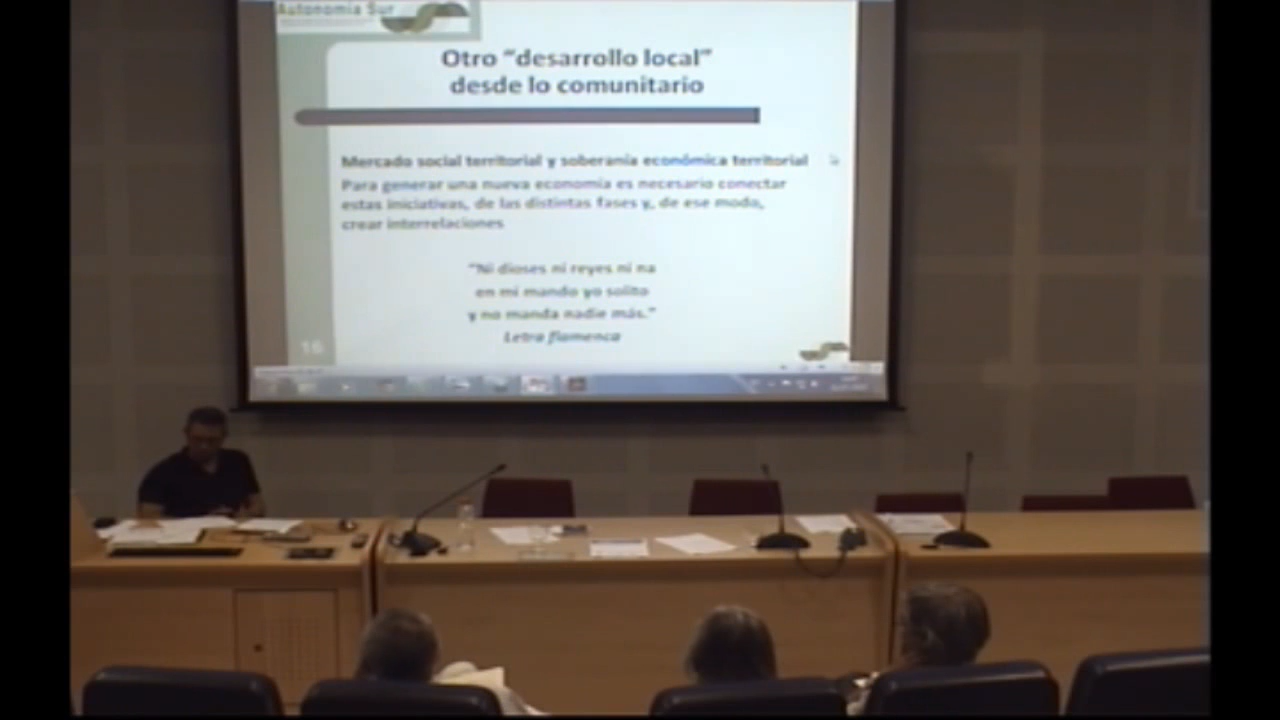 Autonomía Sur
Otro “desarrollo local”
desde lo comunitario
Mercado social territorial y soberanía económica territorial
Para generar una nueva economía es necesario conectar
estas iniciativas, de las distintas fases y, de ese modo,
crear interrelaciones
“Ni dioses ni reyes ni na
en mi mando yo solito
y no manda nadie más.”
Letra flamenca
16